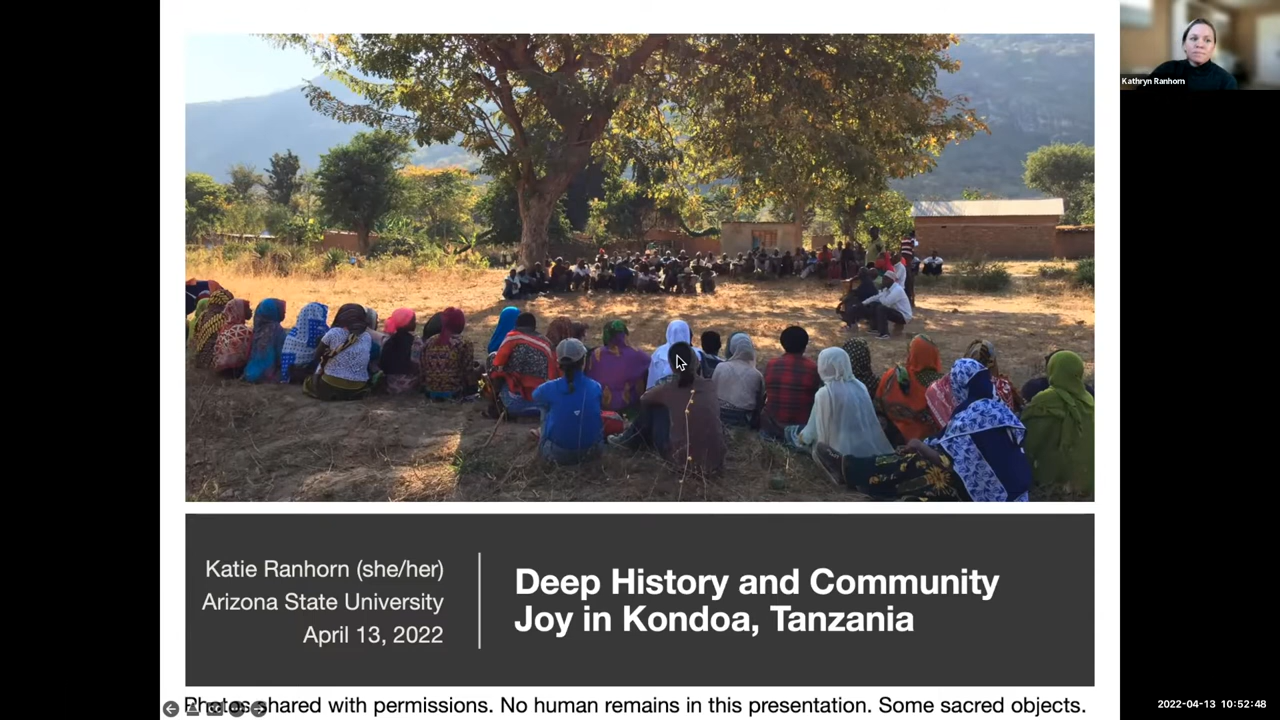 Kathryn Ranhorn
Katie Ranhorn (she/her)
Arizona State University
April 13, 2022
Deep History and Community
Joy in Kondoa, Tanzania
Photos shared with permissions. No human remains in this presentation. Some sacred objects.
2022-04-13 10:52:48